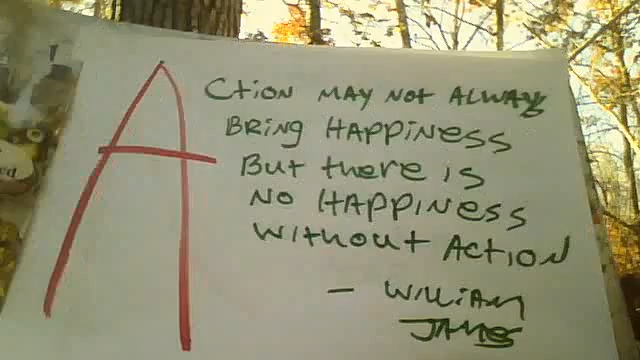 Action may not always
Bring Happiness
But there is
No Happiness
without Action
- William
James